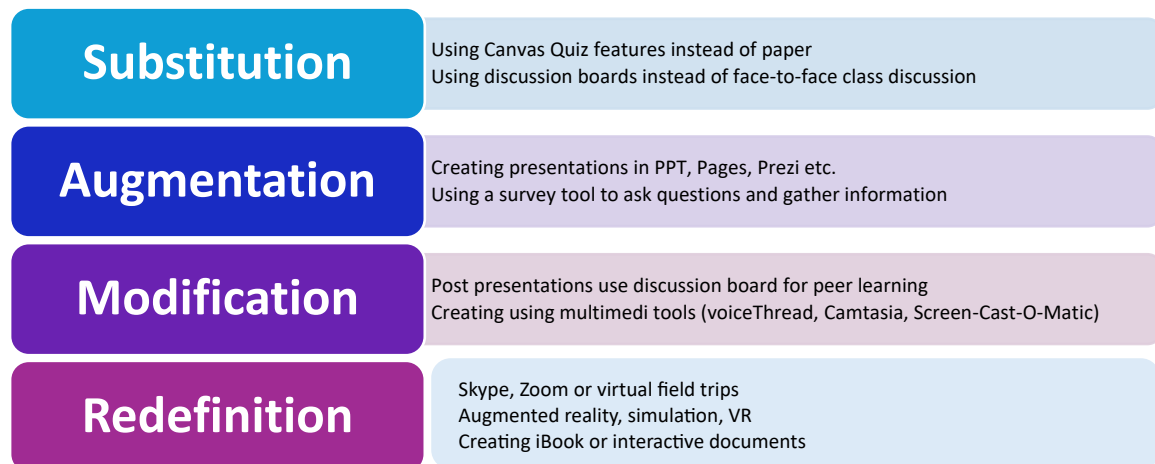 Substitution
Using Canvas Quiz features instead of paper
Using discussion boards instead of face-to-face class discussion
Augmentation
Creating presentations in PPT, Pages, Prezi etc.
Using a survey tool to ask questions and gather information
Modification
Post presentations use discussion board for peer learning
Creating using multimedi tools (voiceThread, Camtasia, Screen-Cast-O-Matic)
Redefinition
Skype, Zoom or virtual field trips
Augmented reality, simulation, VR
Creating iBook or interactive documents